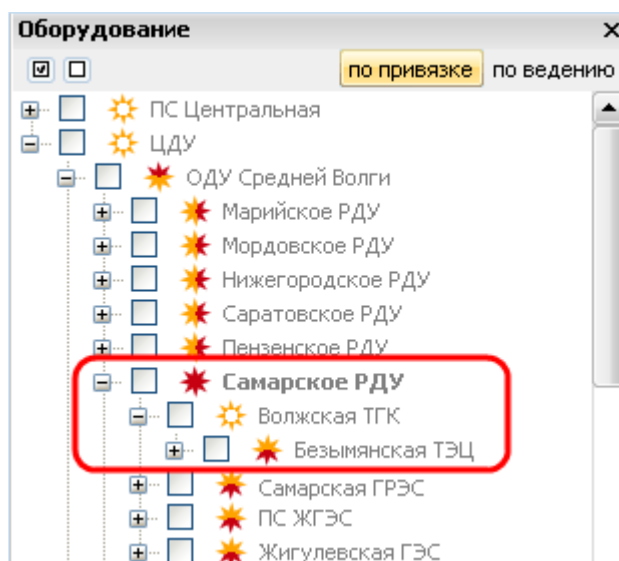 Оборудование
по привязке по ведению
ПС Центральная
ЦДУ
ОДУ Средней Волги
Марийское РДУ
Мордовское РДУ
Нижегородское РДУ
Саратовское РДУ
Пензенское РДУ
Самарское РДУ
Волжская ТГК
Безымянская ТЭЦ
Самарская ГРЭС
ПС ЖГЭС
Жигулевская ГЭС